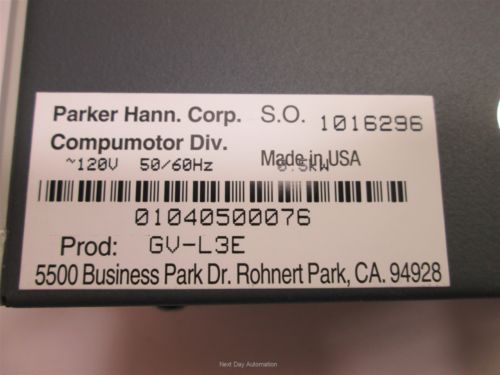 Parker Hann. Corp. S.O. 1016296
Compumotor Div.
~120V 50/60Hz 0.5kW
Made in USA
01040500076
Prod: GV-L3E
5500 Business Park Dr. Rohnert Park, CA. 94928
Next Day Automation